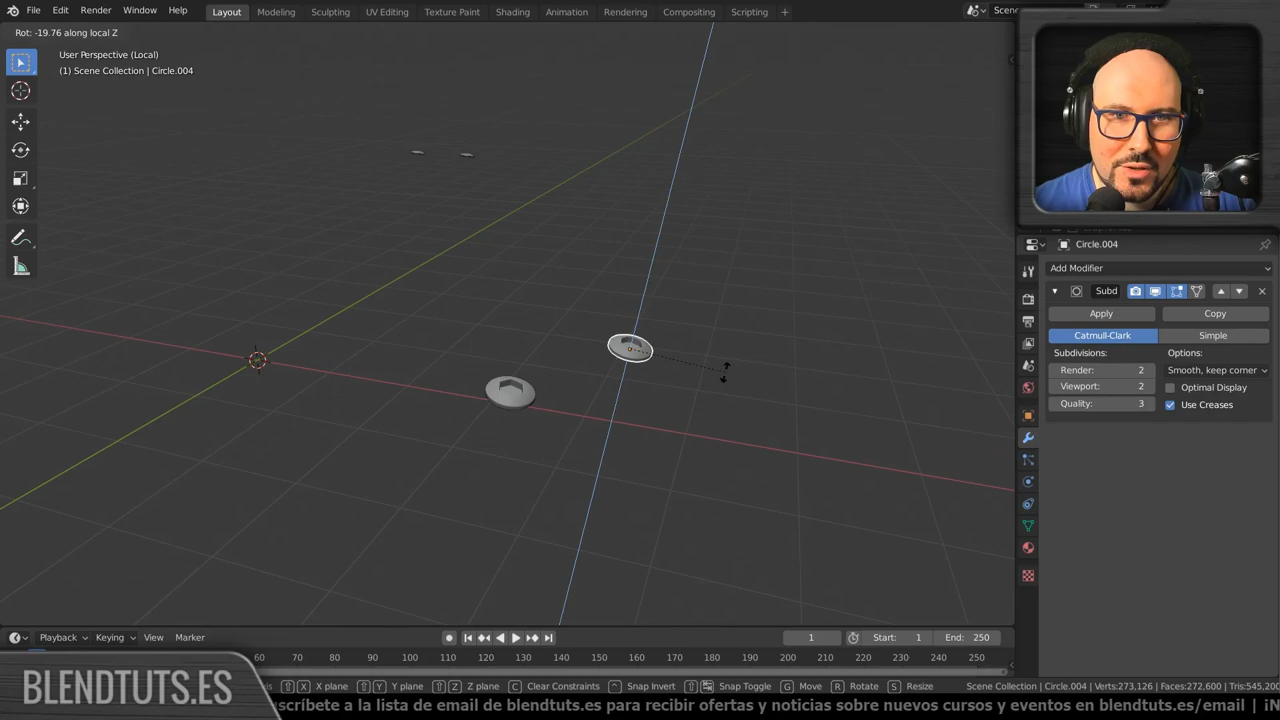 File Edit Render Window Help Layout Modeling Sculpting UV Editing Texture Paint Shading Animation Rendering Compositing Scripting + Scene
Rot: -19.76 along local Z
User Perspective (Local)
(1) Scene Collection | Circle.004
Circle.004
Add Modifier
Subd
Apply Copy
Catmull-Clark Simple
Subdivisions: Options:
Render: 2 Smooth, keep corner
Viewport: 2 Optimal Display
Quality: 3 Use Creases
Playback Keying View Marker 1 Start: 1 End: 250
60 70 80 90 100 110 120 130 140 150 160 170 180 190 200 210 220 230 240 250
X X plane Y Y plane Z Z plane C Clear Constraints Snap Invert Snap Toggle G Move R Rotate S Resize Scene Collection | Circle.004 | Verts:273,126 | Faces:272,600 | Tris:545,200
BLENDTUTS.ES
scríbete a la lista de email de blendtuts.es para recibir ofertas y noticias sobre nuevos cursos y eventos en blendtuts.es/email |